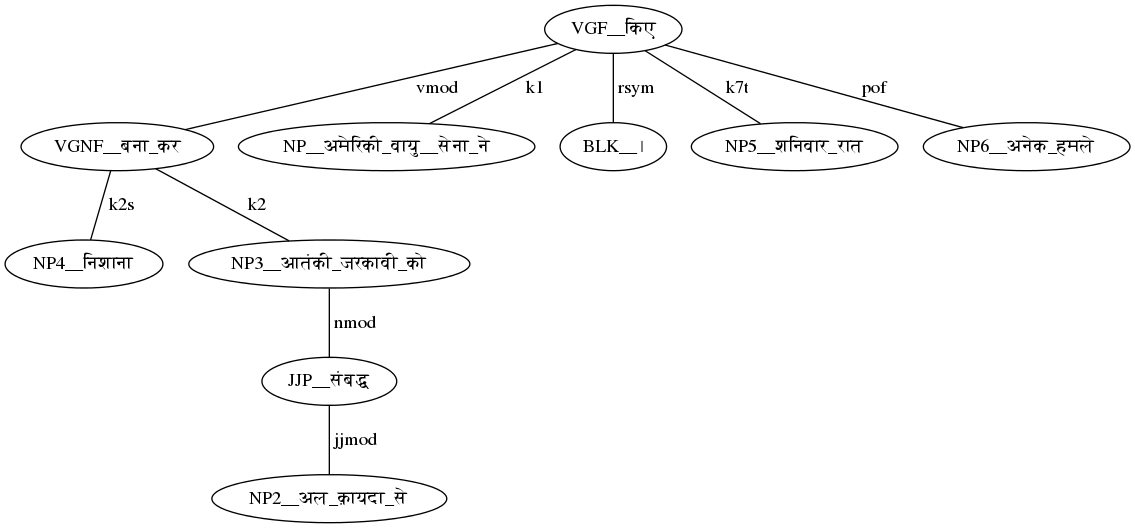 VGF__किए
vmod k1 rsym k7t pof
VGNF__बना_कर NP__अमेरिकी_वायु__सेना_ने BLK__। NP5__शनिवार_रात NP6__अनेक_हमले
k2s k2
NP4__निशाना NP3__आतंकी_जरकावी_को
nmod
JJP__संबद्ध
jjmod
NP2__अल_क़ायदा_से